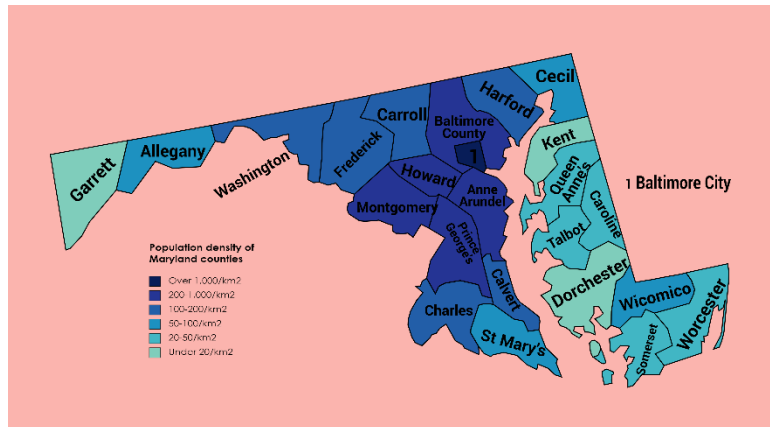 Cecil
Harford
Carroll
Baltimore
County
Kent
Allegany
Frederick
Garrett
Washington
1
Queen
Anne's
1 Baltimore City
Howard
Anne
Arundel
Caroline
Montgomery
Prince
George's
Talbot
Population density of
Maryland counties
Over 1,000/km2
200-1,000/km2
100-200/km2
50-100/km2
20-50/km2
Under 20/km2
Calvert
Dorchester
Wicomico
Charles
Worcester
St Mary's
Somerset